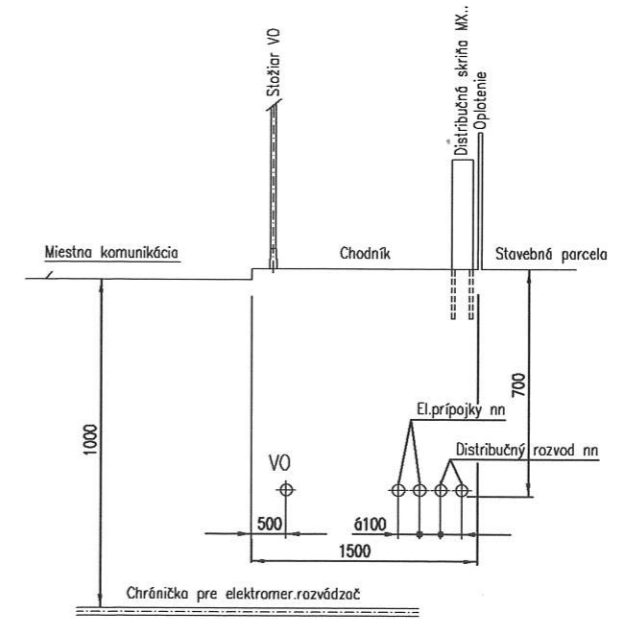 Stožiar VO
Distribučná skriňa MX..
Oplotenie
Miestna komunikácia
Chodník
Stavebná parcela
1000
700
El.prípojky nn
Distribučný rozvod nn
VO
500
á100
1500
Chránička pre elektromer.rozvádzač